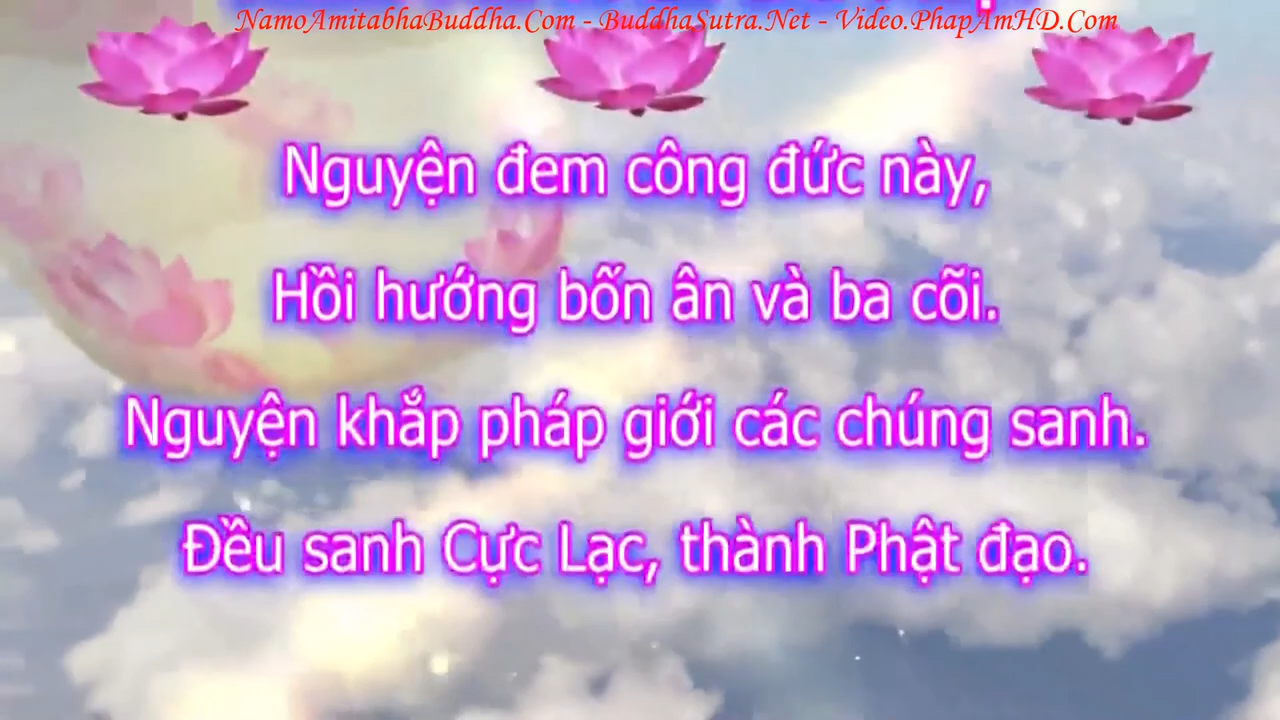 NamoAmitabhaBuddha.Com - BuddhaSutra.Net - Video.PhapAmHD.Com
Nguyện đem công đức này,
Hồi hướng bốn ân và ba cõi.
Nguyện khắp pháp giới các chúng sanh.
Đều sanh Cực Lạc, thành Phật đạo.